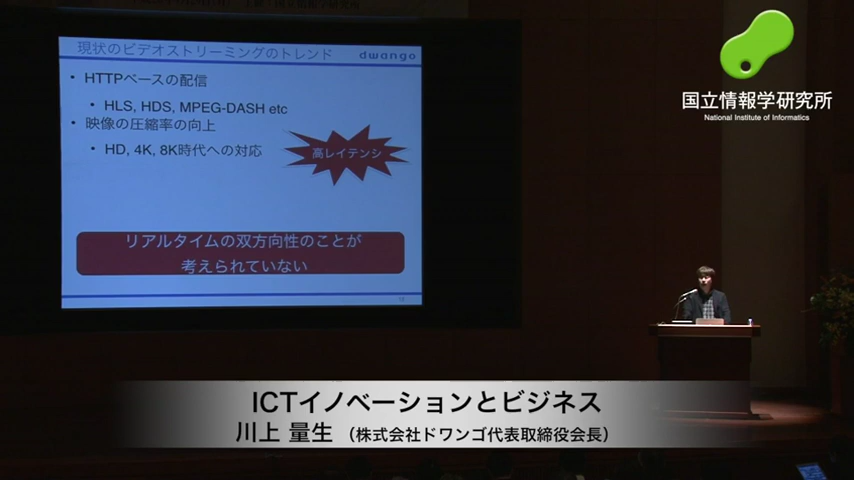 現状のビデオストリーミングのトレンド
dwango
• HTTPベースの配信
• HLS, HDS, MPEG-DASH etc
• 映像の圧縮率の向上
• HD, 4K, 8K時代への対応
高レイテンシ
リアルタイムの双方向性のことが
考えられていない
国立情報学研究所
National Institute of Informatics
ICTイノベーションとビジネス
川上 量生（株式会社ドワンゴ代表取締役会長）